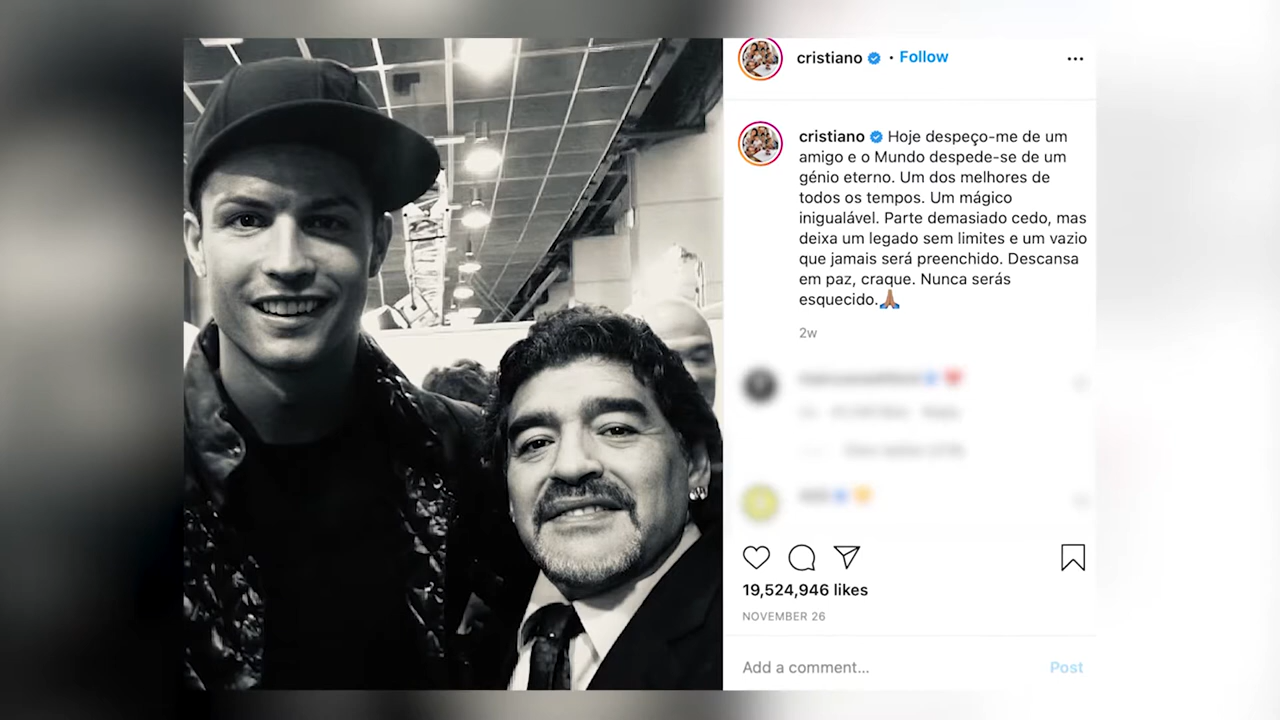 cristiano • Follow
cristiano Hoje despeço-me de um
amigo e o Mundo despede-se de um
génio eterno. Um dos melhores de
todos os tempos. Um mágico
inigualável. Parte demasiado cedo, mas
deixa um legado sem limites e um vazio
que jamais será preenchido. Descansa
em paz, craque. Nunca serás
esquecido.🙏🏽
2w
19,524,946 likes
NOVEMBER 26
Add a comment... Post